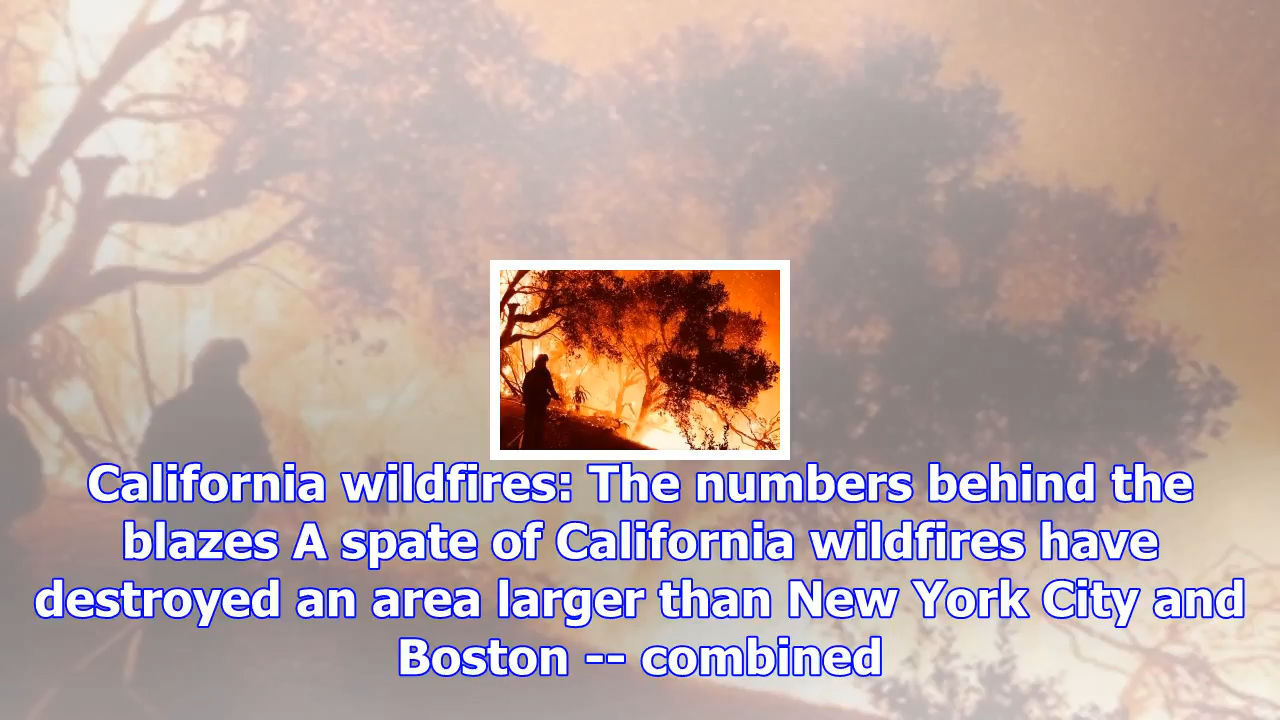 California wildfires: The numbers behind the
blazes A spate of California wildfires have
destroyed an area larger than New York City and
Boston -- combined